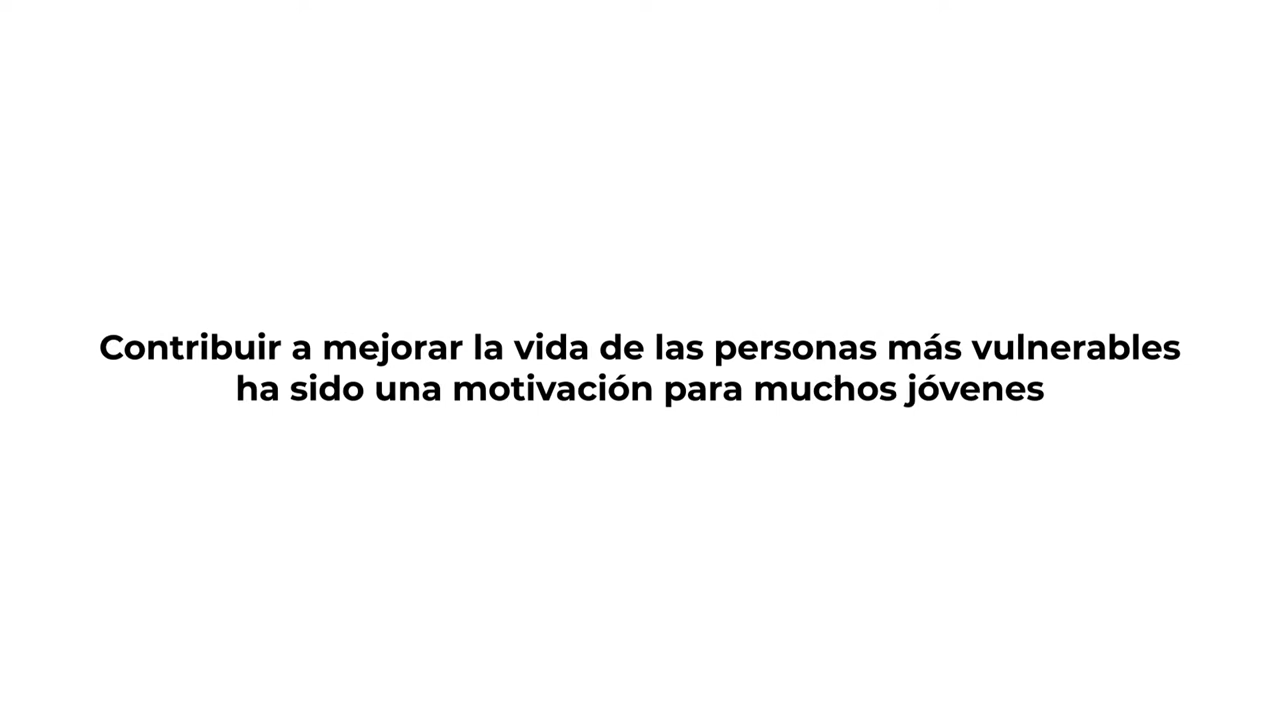 Contribuir a mejorar la vida de las personas más vulnerables
ha sido una motivación para muchos jóvenes